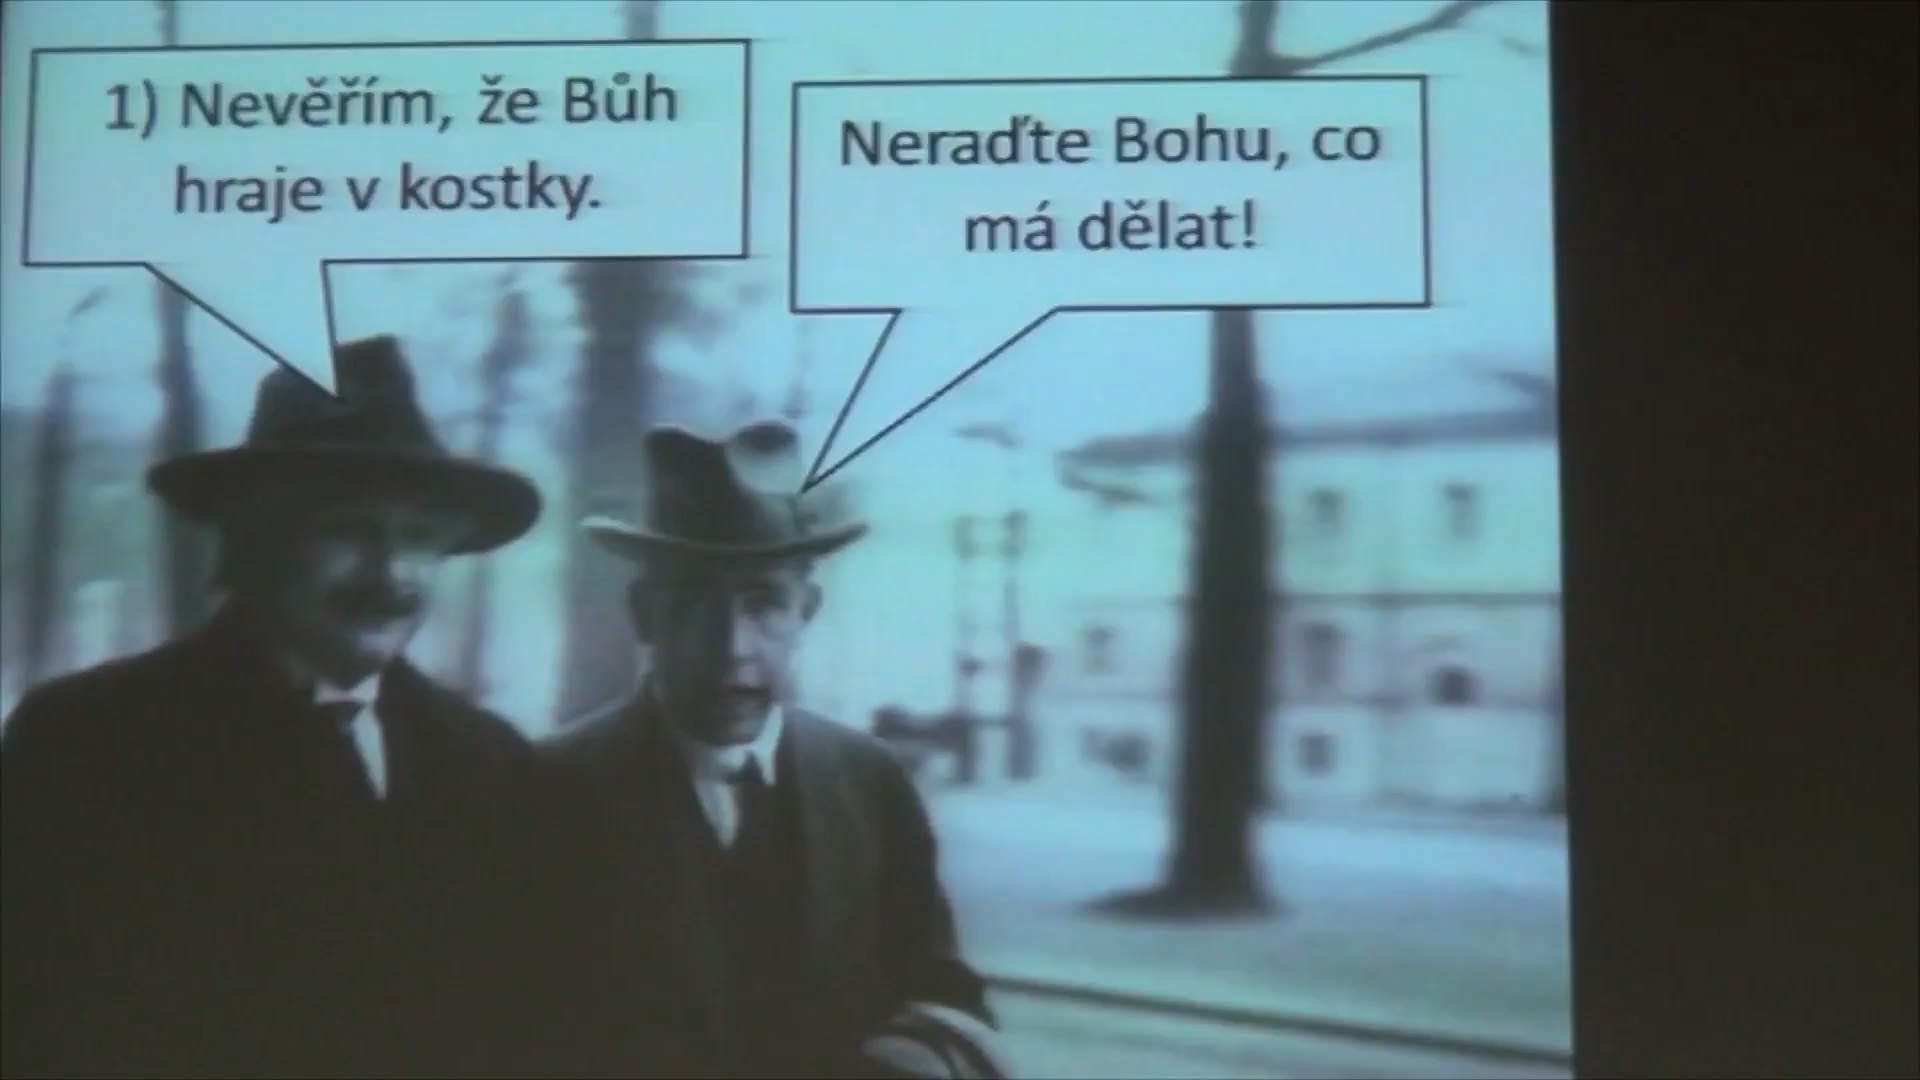 1) Nevěřím, že Bůh
hraje v kostky.
Neraďte Bohu, co
má dělat!